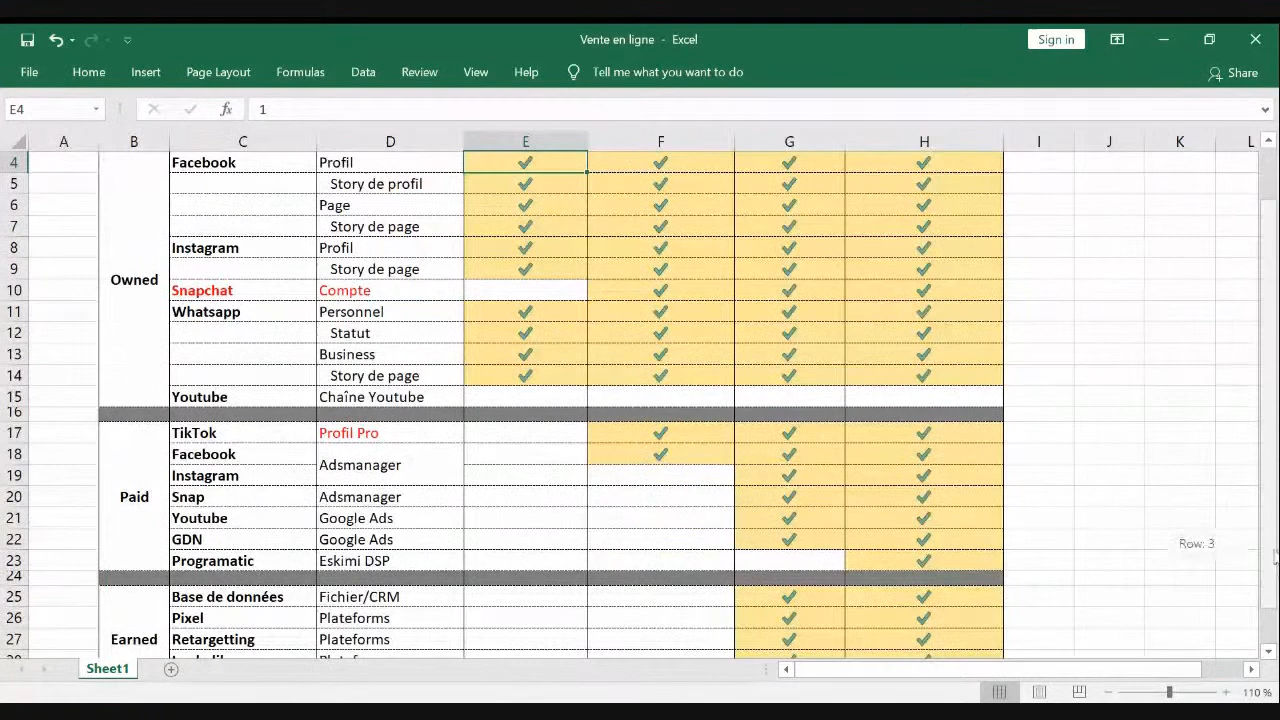 Vente en ligne - Excel
Sign in
File Home Insert Page Layout Formulas Data Review View Help Tell me what you want to do
Share
E4 fx 1
A B C D E F G H I J K L
4 Facebook Profil
5 Story de profil
6 Page
7 Story de page
8 Instagram Profil
9 Story de page
Owned
10 Snapchat Compte
11 Whatsapp Personnel
12 Statut
13 Business
14 Story de page
15 Youtube Chaîne Youtube
16
17 TikTok Profil Pro
18 Facebook
Adsmanager
19 Instagram
Paid
20 Snap Adsmanager
21 Youtube Google Ads
22 GDN Google Ads
Row: 3
23 Programatic Eskimi DSP
24
25 Base de données Fichier/CRM
26 Pixel Plateforms
27 Earned Retargetting Plateforms
Sheet1
110 %